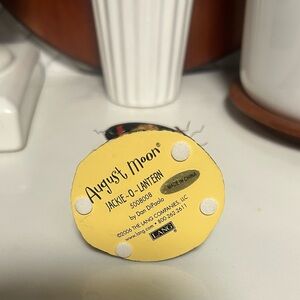 August Moon®
JACKIE-O-LANTERN
5008008
by Dan DiPaolo
©2006 THE LANG COMPANIES, LLC
www.lang.com • 800-262-2611
LANG
MADE IN CHINA